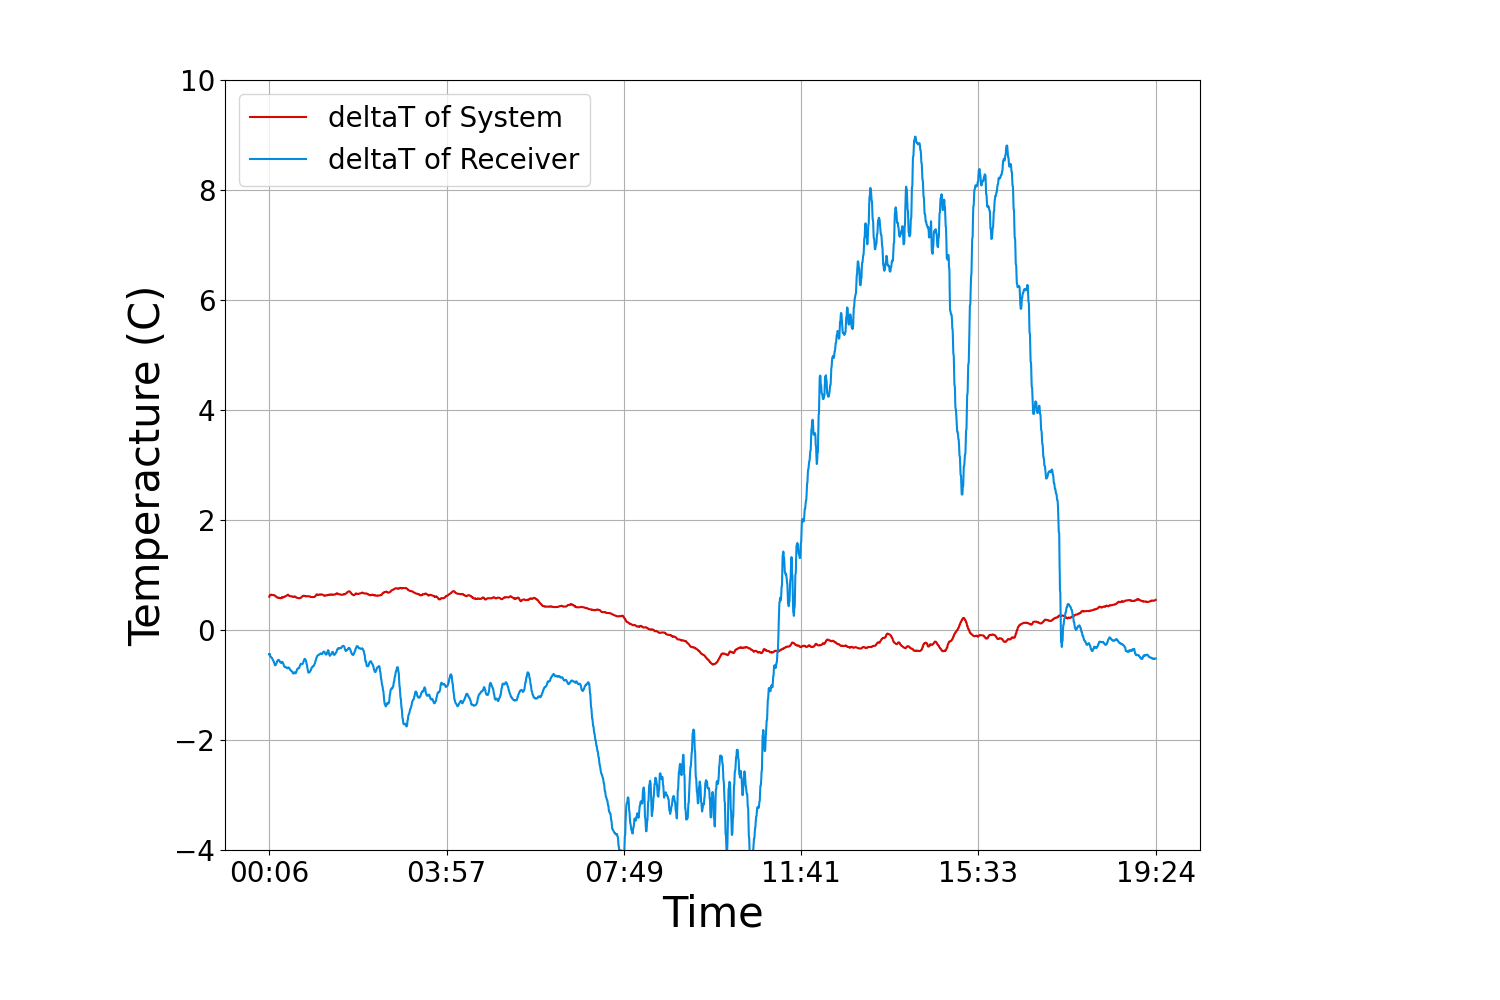 deltaT of System
deltaT of Receiver
10
8
6
4
2
0
−2
−4
Temperacture (C)
00:06 03:57 07:49 11:41 15:33 19:24
Time